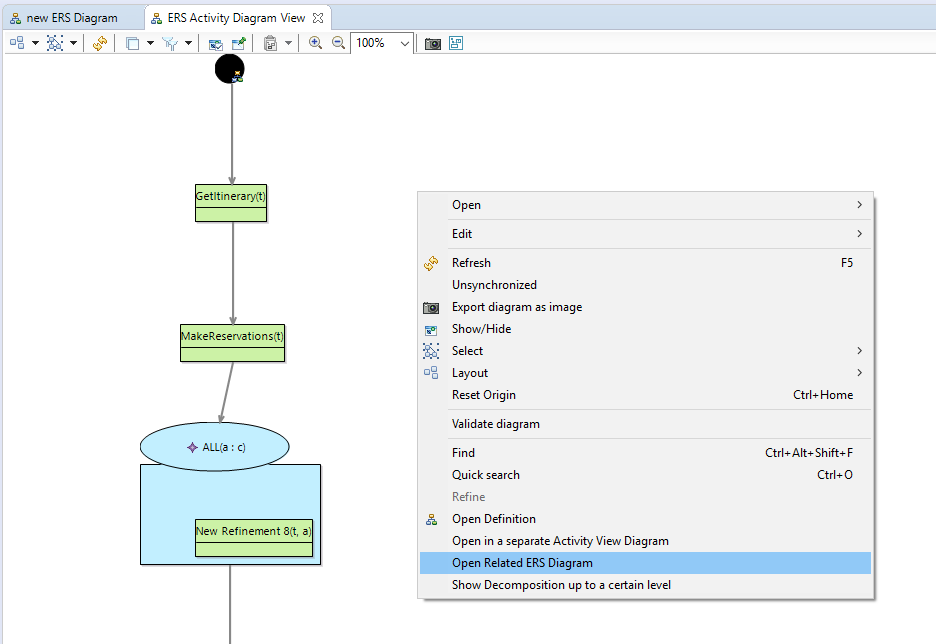 new ERS Diagram
ERS Activity Diagram View
100%
GetItinerary(t)
MakeReservations(t)
ALL(a : c)
New Refinement 8(t, a)
Open
Edit
Refresh F5
Unsynchronized
Export diagram as image
Show/Hide
Select
Layout
Reset Origin Ctrl+Home
Validate diagram
Find Ctrl+Alt+Shift+F
Quick search Ctrl+O
Refine
Open Definition
Open in a separate Activity View Diagram
Open Related ERS Diagram
Show Decomposition up to a certain level